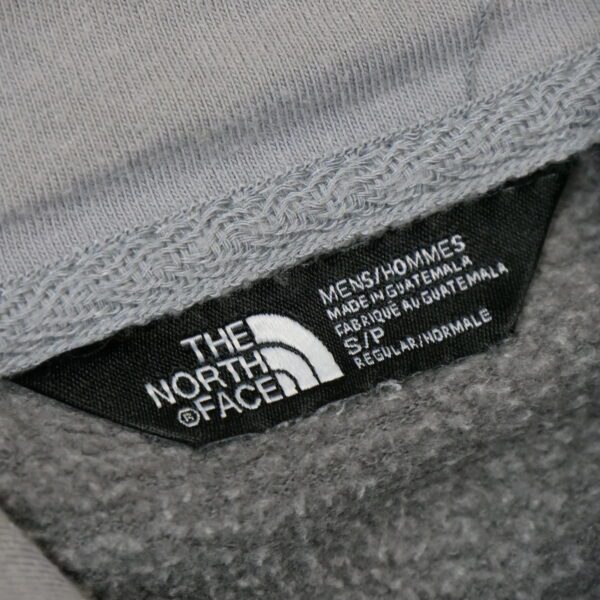 THE
NORTH
®FACE
MENS/HOMMES
MADE IN GUATEMALA
FABRIQUE AU GUATEMALA
S/P
REGULAR/NORMALE